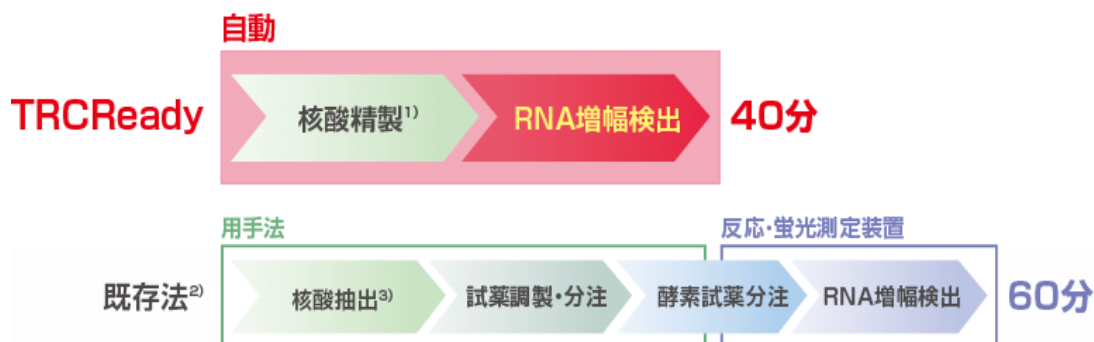 自動
TRCReady 核酸精製1) RNA増幅検出 40分
用手法 反応・蛍光測定装置
既存法2) 核酸抽出3) 試薬調製・分注 酵素試薬分注 RNA増幅検出 60分